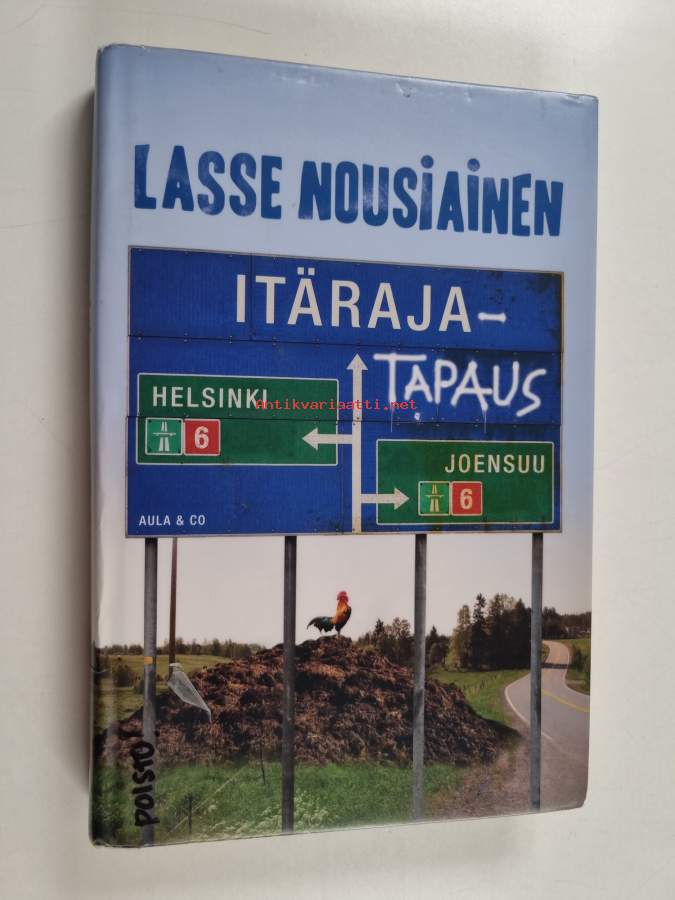 LASSE NOUSIAINEN
ITÄRAJA-
TAPAUS
HELSINKI
Antikvariaatti.net
6
JOENSUU
6
AULA & CO
POISTO!